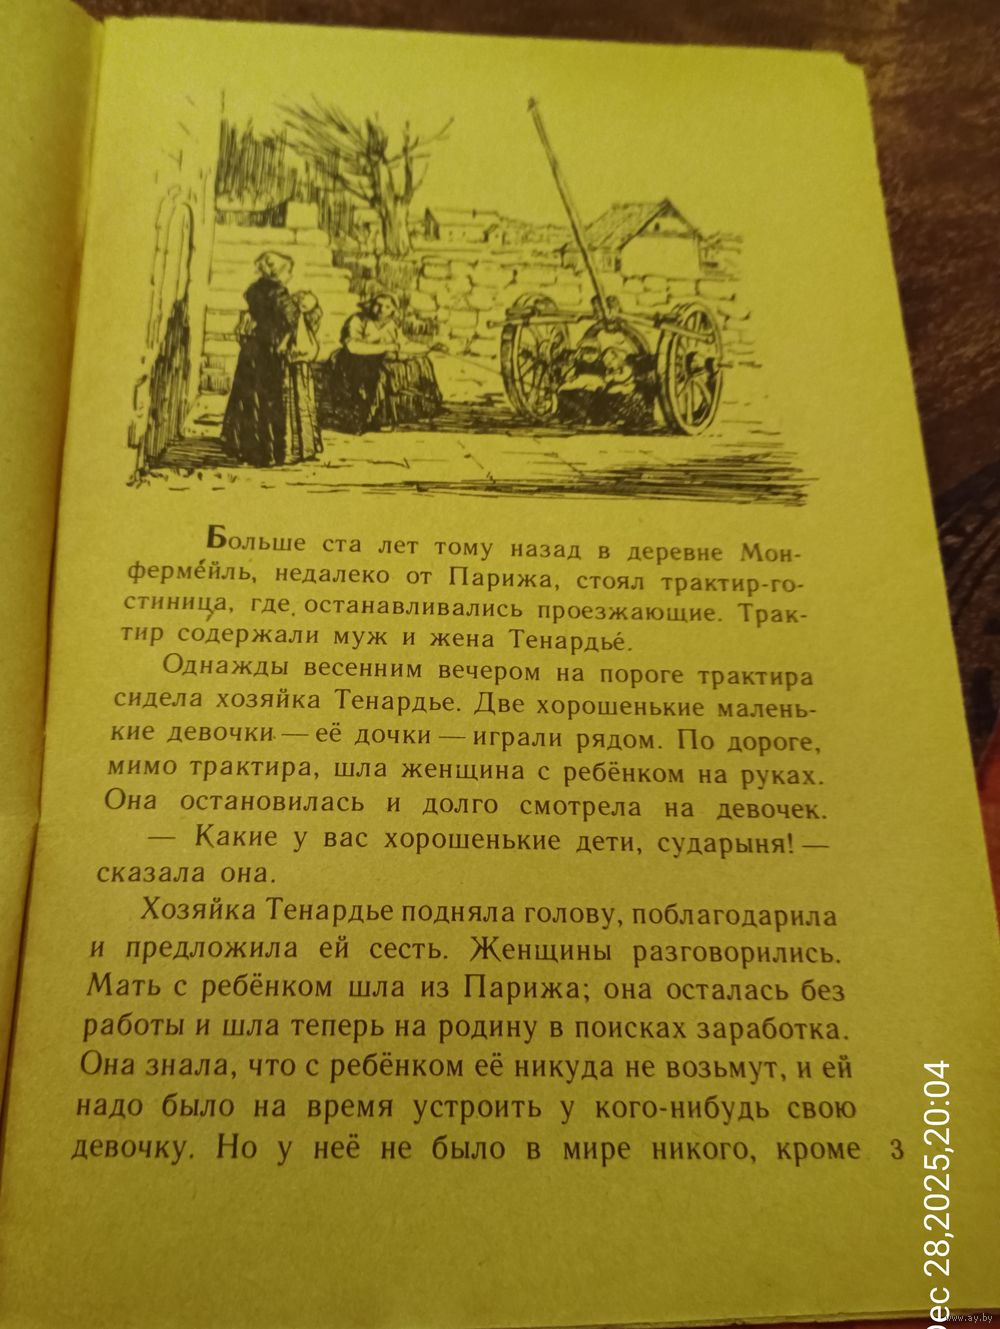 Больше ста лет тому назад в деревне Мон-
ферме́йль, недалеко от Парижа, стоял трактир-го-
стиница, где останавливались проезжающие. Трак-
тир содержали муж и жена Тенардье́.
Однажды весенним вечером на пороге трактира
сидела хозяйка Тенардье. Две хорошенькие малень-
кие девочки — её дочки — играли рядом. По дороге,
мимо трактира, шла женщина с ребёнком на руках.
Она остановилась и долго смотрела на девочек.
— Какие у вас хорошенькие дети, сударыня! —
сказала она.
Хозяйка Тенардье подняла голову, поблагодарила
и предложила ей сесть. Женщины разговорились.
Мать с ребёнком шла из Парижа; она осталась без
работы и шла теперь на родину в поисках заработка.
Она знала, что с ребёнком её никуда не возьмут, и ей
надо было на время устроить у кого-нибудь свою
девочку. Но у неё не было в мире никого, кроме 3
Dec 28,2025,20:04
www.ay.by